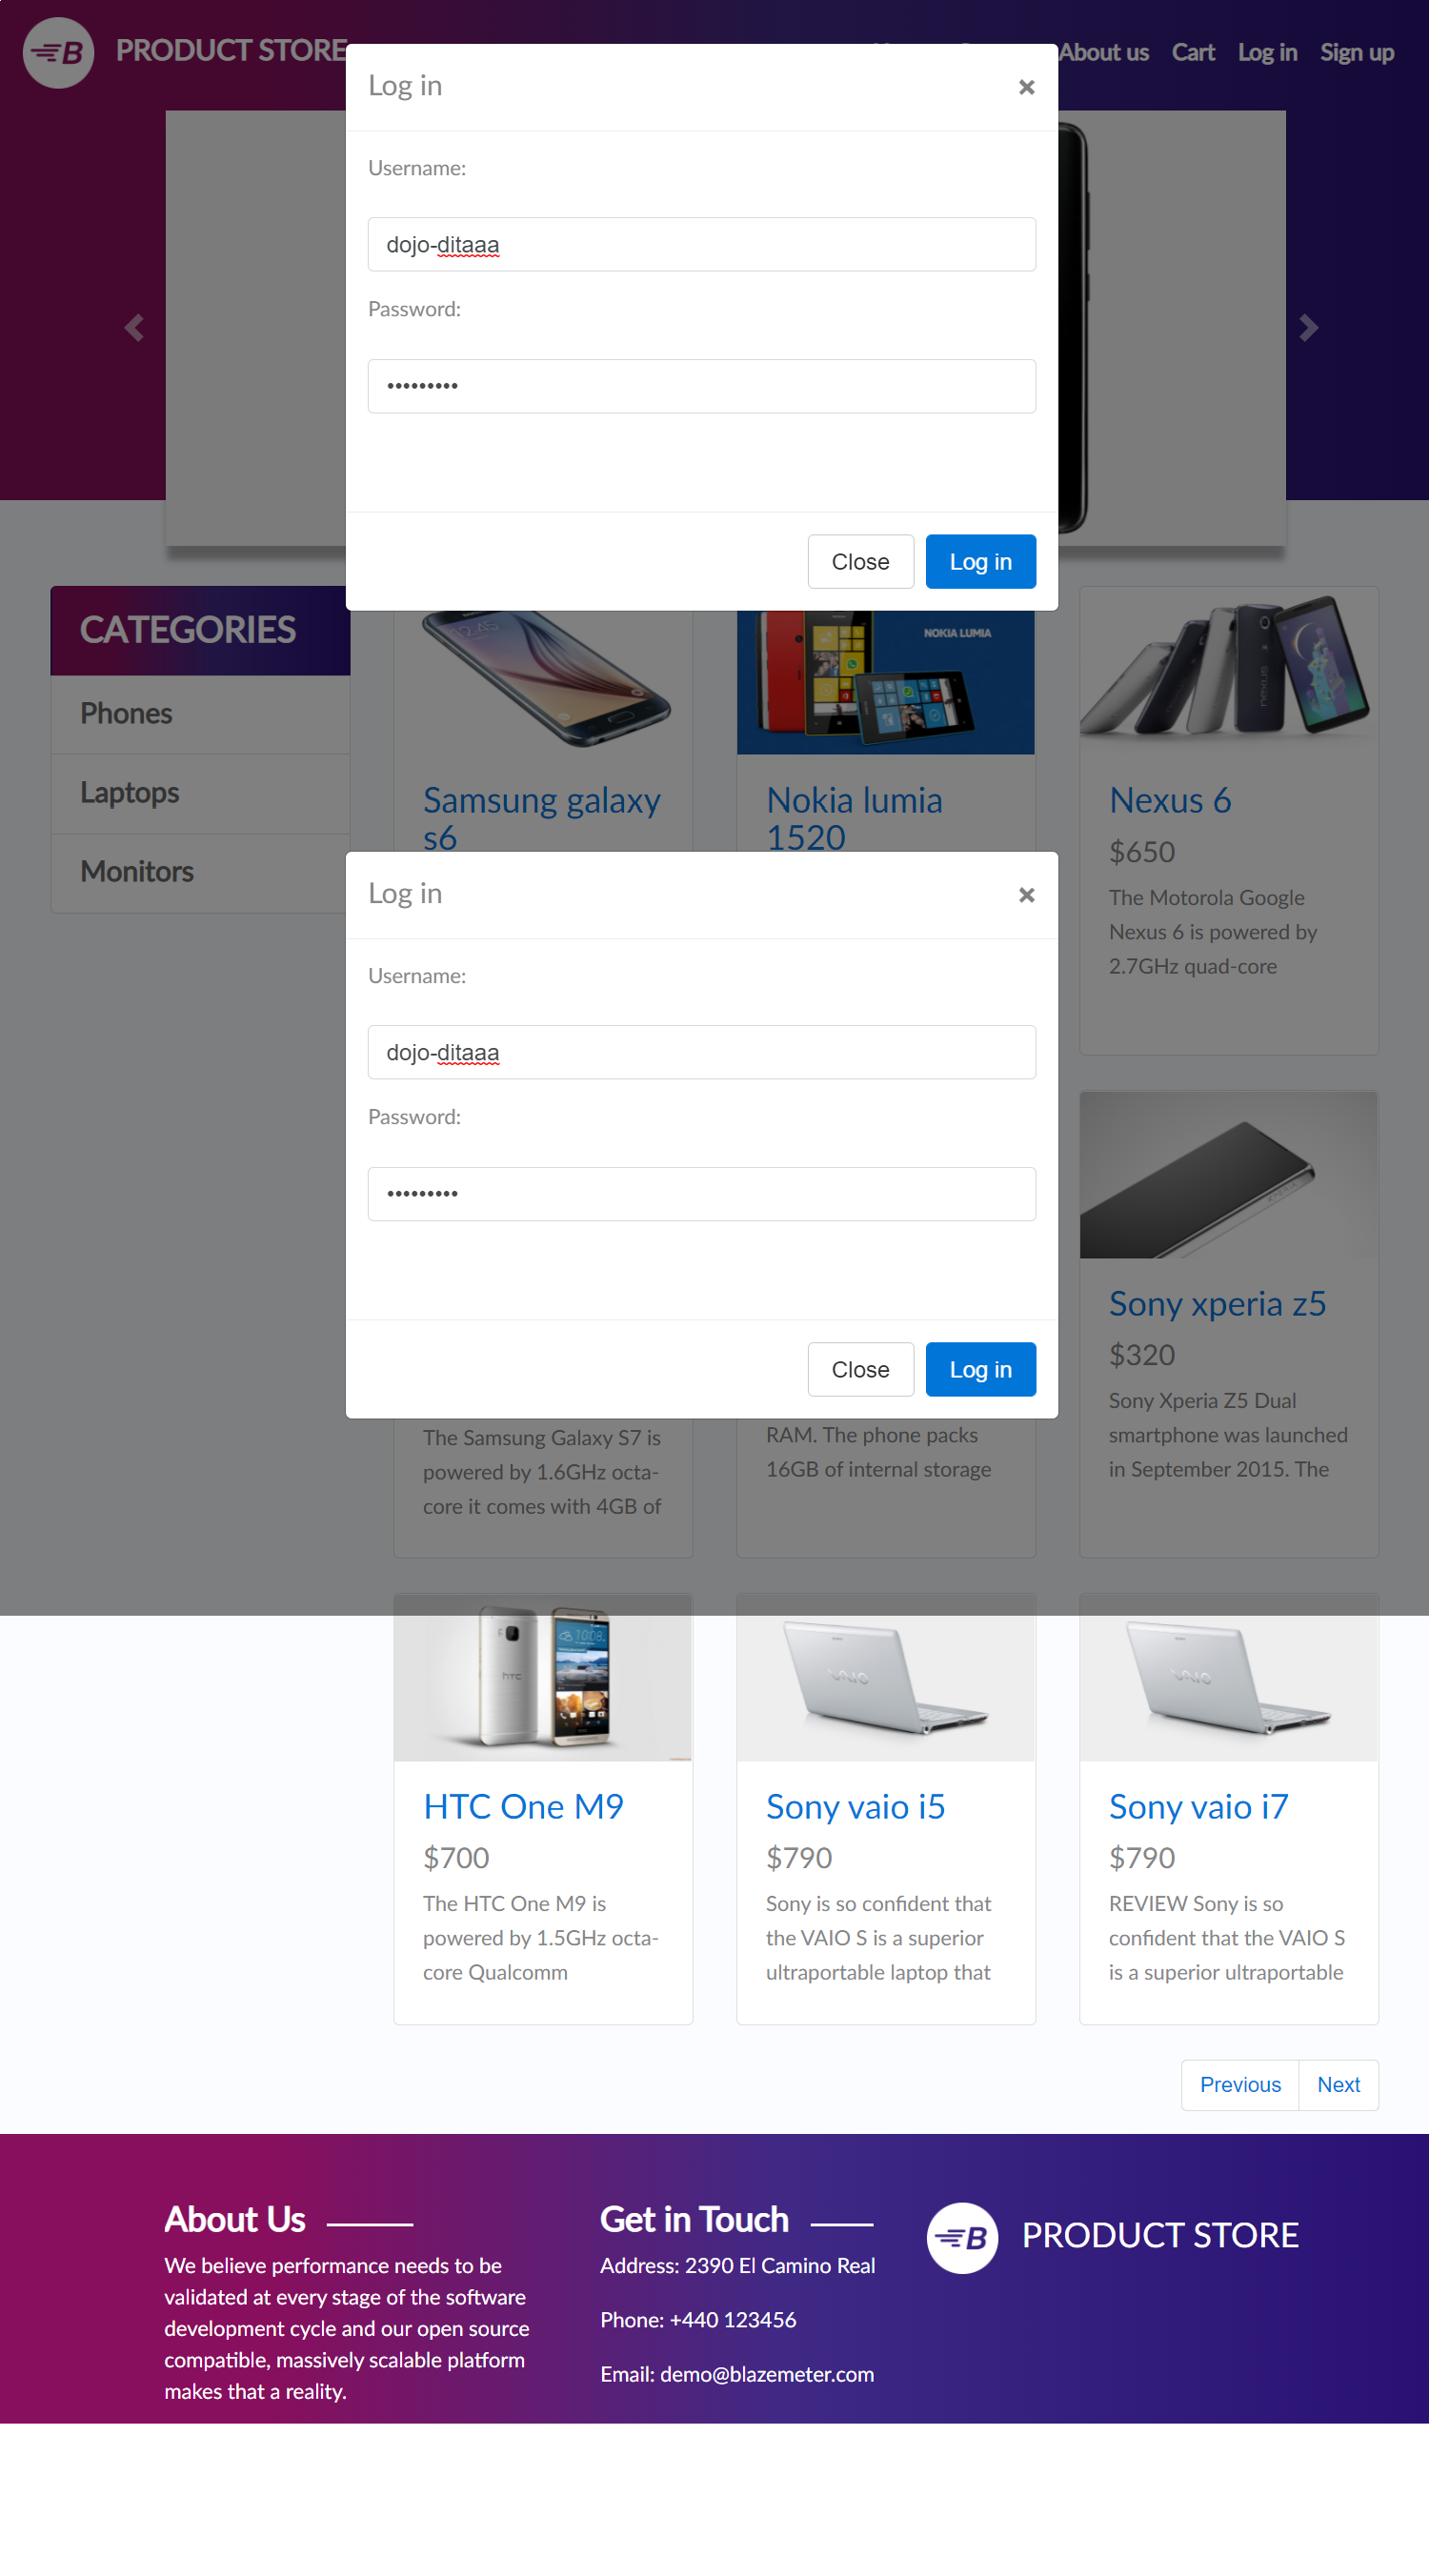 B PRODUCT STORE
About us Cart Log in Sign up
Log in ×
Username:
dojo-ditaaa
Password:
•••••••••
Close Log in
CATEGORIES
Phones
Laptops
Monitors
12:45
NOKIA LUMIA
nexus
Samsung galaxy
s6
Nokia lumia
1520
Nexus 6
$650
The Motorola Google
Nexus 6 is powered by
2.7GHz quad-core
Log in ×
Username:
dojo-ditaaa
Password:
•••••••••
Close Log in
XPERIA
Sony xperia z5
$320
Sony Xperia Z5 Dual
smartphone was launched
in September 2015. The
The Samsung Galaxy S7 is
powered by 1.6GHz octa-
core it comes with 4GB of
RAM. The phone packs
16GB of internal storage
hTC
10:08
VAIO
VAIO
HTC One M9
$700
The HTC One M9 is
powered by 1.5GHz octa-
core Qualcomm
Sony vaio i5
$790
Sony is so confident that
the VAIO S is a superior
ultraportable laptop that
Sony vaio i7
$790
REVIEW Sony is so
confident that the VAIO S
is a superior ultraportable
Previous Next
About Us
We believe performance needs to be
validated at every stage of the software
development cycle and our open source
compatible, massively scalable platform
makes that a reality.
Get in Touch
Address: 2390 El Camino Real
Phone: +440 123456
Email: demo@blazemeter.com
B PRODUCT STORE